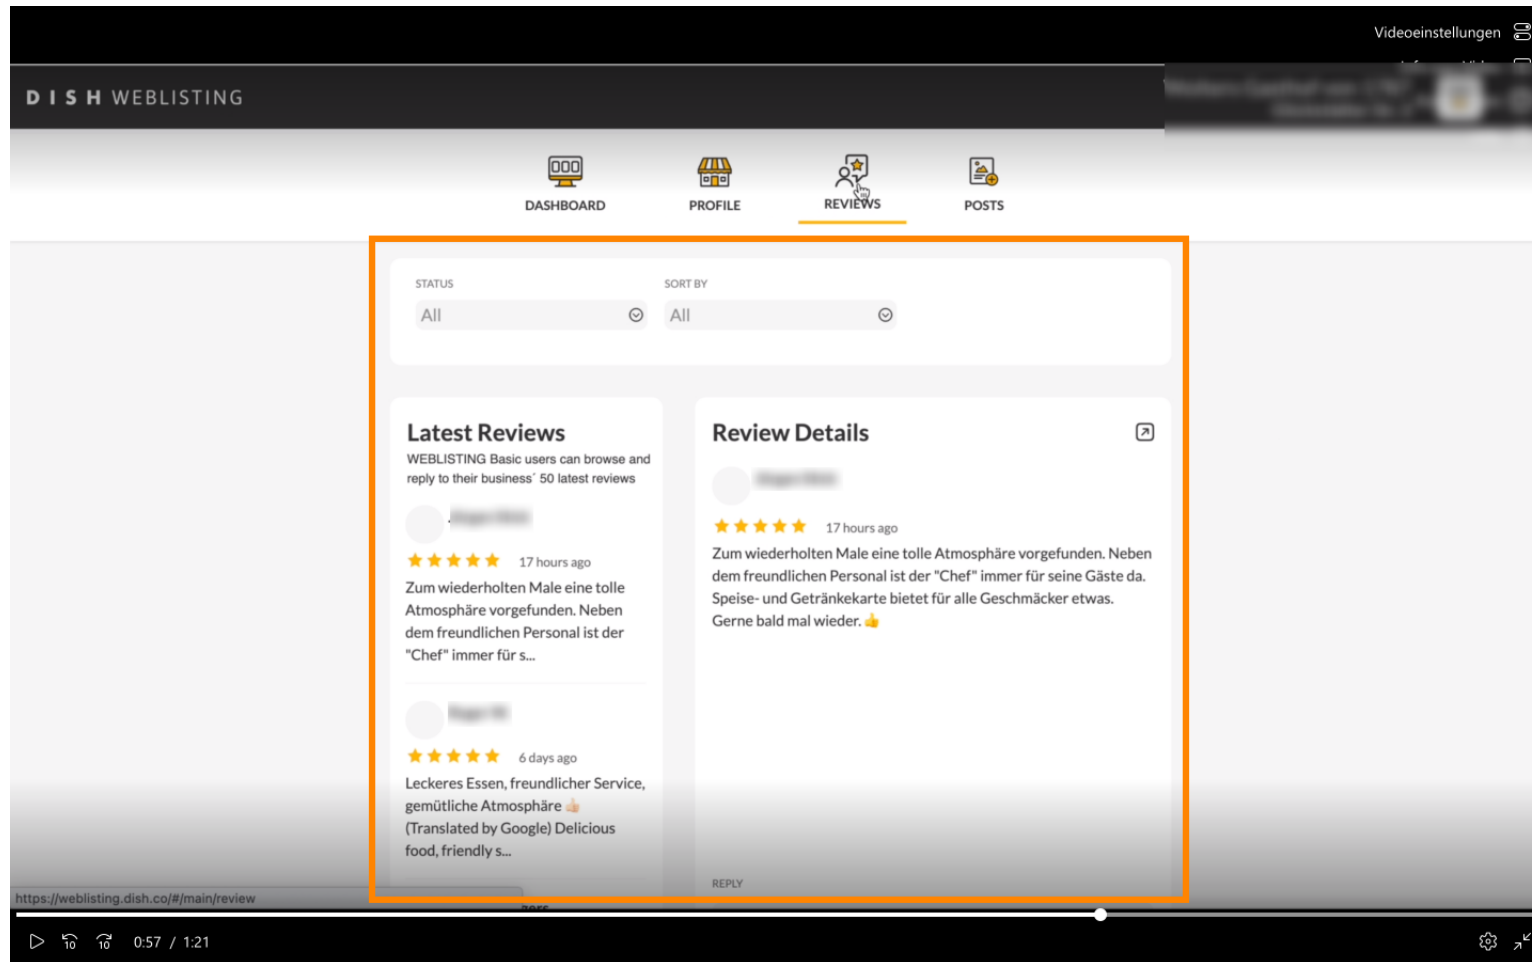 Videoeinstellungen
DISH WEBLISTING
DASHBOARD
PROFILE
REVIEWS
POSTS
STATUS
SORT BY
All
All
Latest Reviews
WEBLISTING Basic users can browse and
reply to their business´ 50 latest reviews
17 hours ago
Zum wiederholten Male eine tolle
Atmosphäre vorgefunden. Neben
dem freundlichen Personal ist der
"Chef" immer für s...
6 days ago
Leckeres Essen, freundlicher Service,
gemütliche Atmosphäre 👍
(Translated by Google) Delicious
food, friendly s...
Review Details
17 hours ago
Zum wiederholten Male eine tolle Atmosphäre vorgefunden. Neben
dem freundlichen Personal ist der "Chef" immer für seine Gäste da.
Speise- und Getränkekarte bietet für alle Geschmäcker etwas.
Gerne bald mal wieder. 👍
REPLY
https://weblisting.dish.co/#/main/review
10
10
0:57 / 1:21